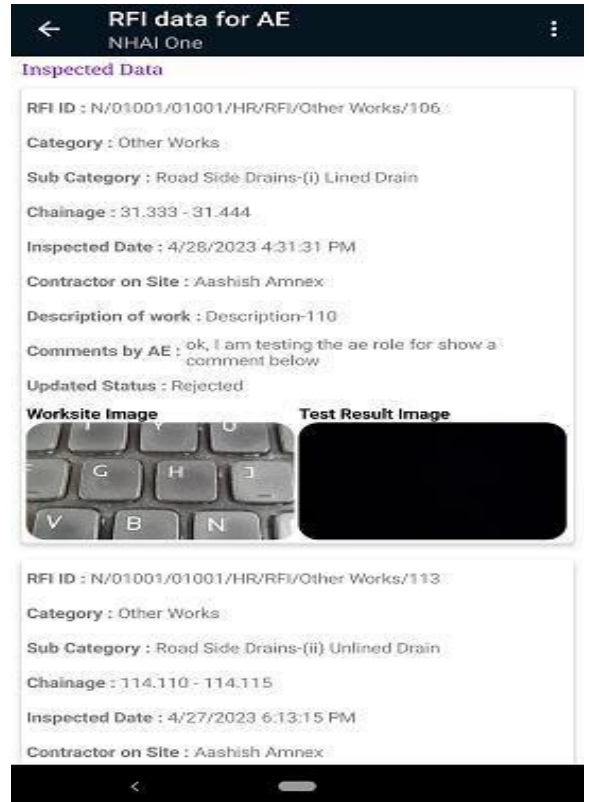 RFI data for AE
NHAI One
Inspected Data
RFI ID : N/01001/01001/HR/RFI/Other Works/106
Category : Other Works
Sub Category : Road Side Drains-(i) Lined Drain
Chainage : 31.333 - 31.444
Inspected Date : 4/28/2023 4:31:31 PM
Contractor on Site : Aashish Amnex
Description of work : Description-110
Comments by AE : ok, I am testing the ae role for show a
comment below
Updated Status : Rejected
Worksite Image Test Result Image
T Y U
F G H J
V B N
RFI ID : N/01001/01001/HR/RFI/Other Works/113
Category : Other Works
Sub Category : Road Side Drains-(ii) Unlined Drain
Chainage : 114.110 - 114.115
Inspected Date : 4/27/2023 6:13:15 PM
Contractor on Site : Aashish Amnex